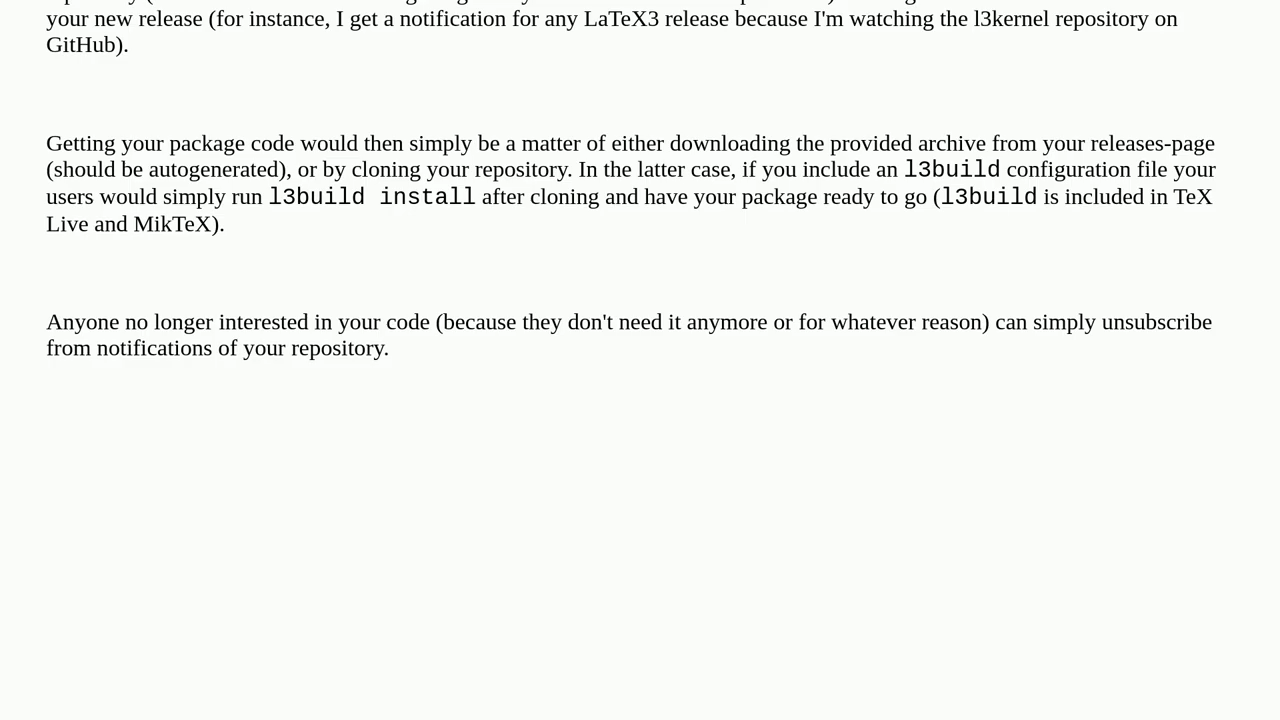 your new release (for instance, I get a notification for any LaTeX3 release because I'm watching the l3kernel repository on
GitHub).
Getting your package code would then simply be a matter of either downloading the provided archive from your releases-page
(should be autogenerated), or by cloning your repository. In the latter case, if you include an l3build configuration file your
users would simply run l3build install after cloning and have your package ready to go (l3build is included in TeX
Live and MikTeX).
Anyone no longer interested in your code (because they don't need it anymore or for whatever reason) can simply unsubscribe
from notifications of your repository.